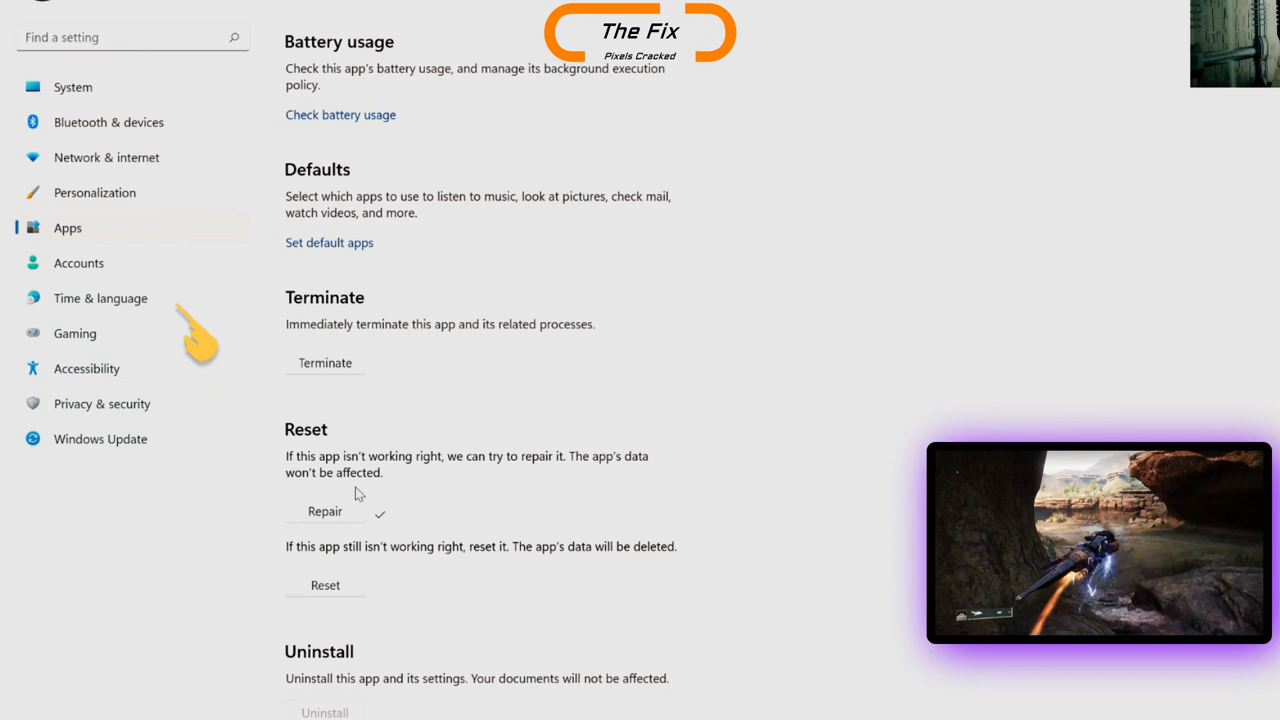 The Fix
Pixels Cracked
Find a setting
System
Bluetooth & devices
Network & internet
Personalization
Apps
Accounts
Time & language
Gaming
Accessibility
Privacy & security
Windows Update
Battery usage
Check this app's battery usage, and manage its background execution
policy.
Check battery usage
Defaults
Select which apps to use to listen to music, look at pictures, check mail,
watch videos, and more.
Set default apps
Terminate
Immediately terminate this app and its related processes.
Terminate
Reset
If this app isn't working right, we can try to repair it. The app's data
won't be affected.
Repair
If this app still isn't working right, reset it. The app's data will be deleted.
Reset
Uninstall
Uninstall this app and its settings. Your documents will not be affected.
Uninstall